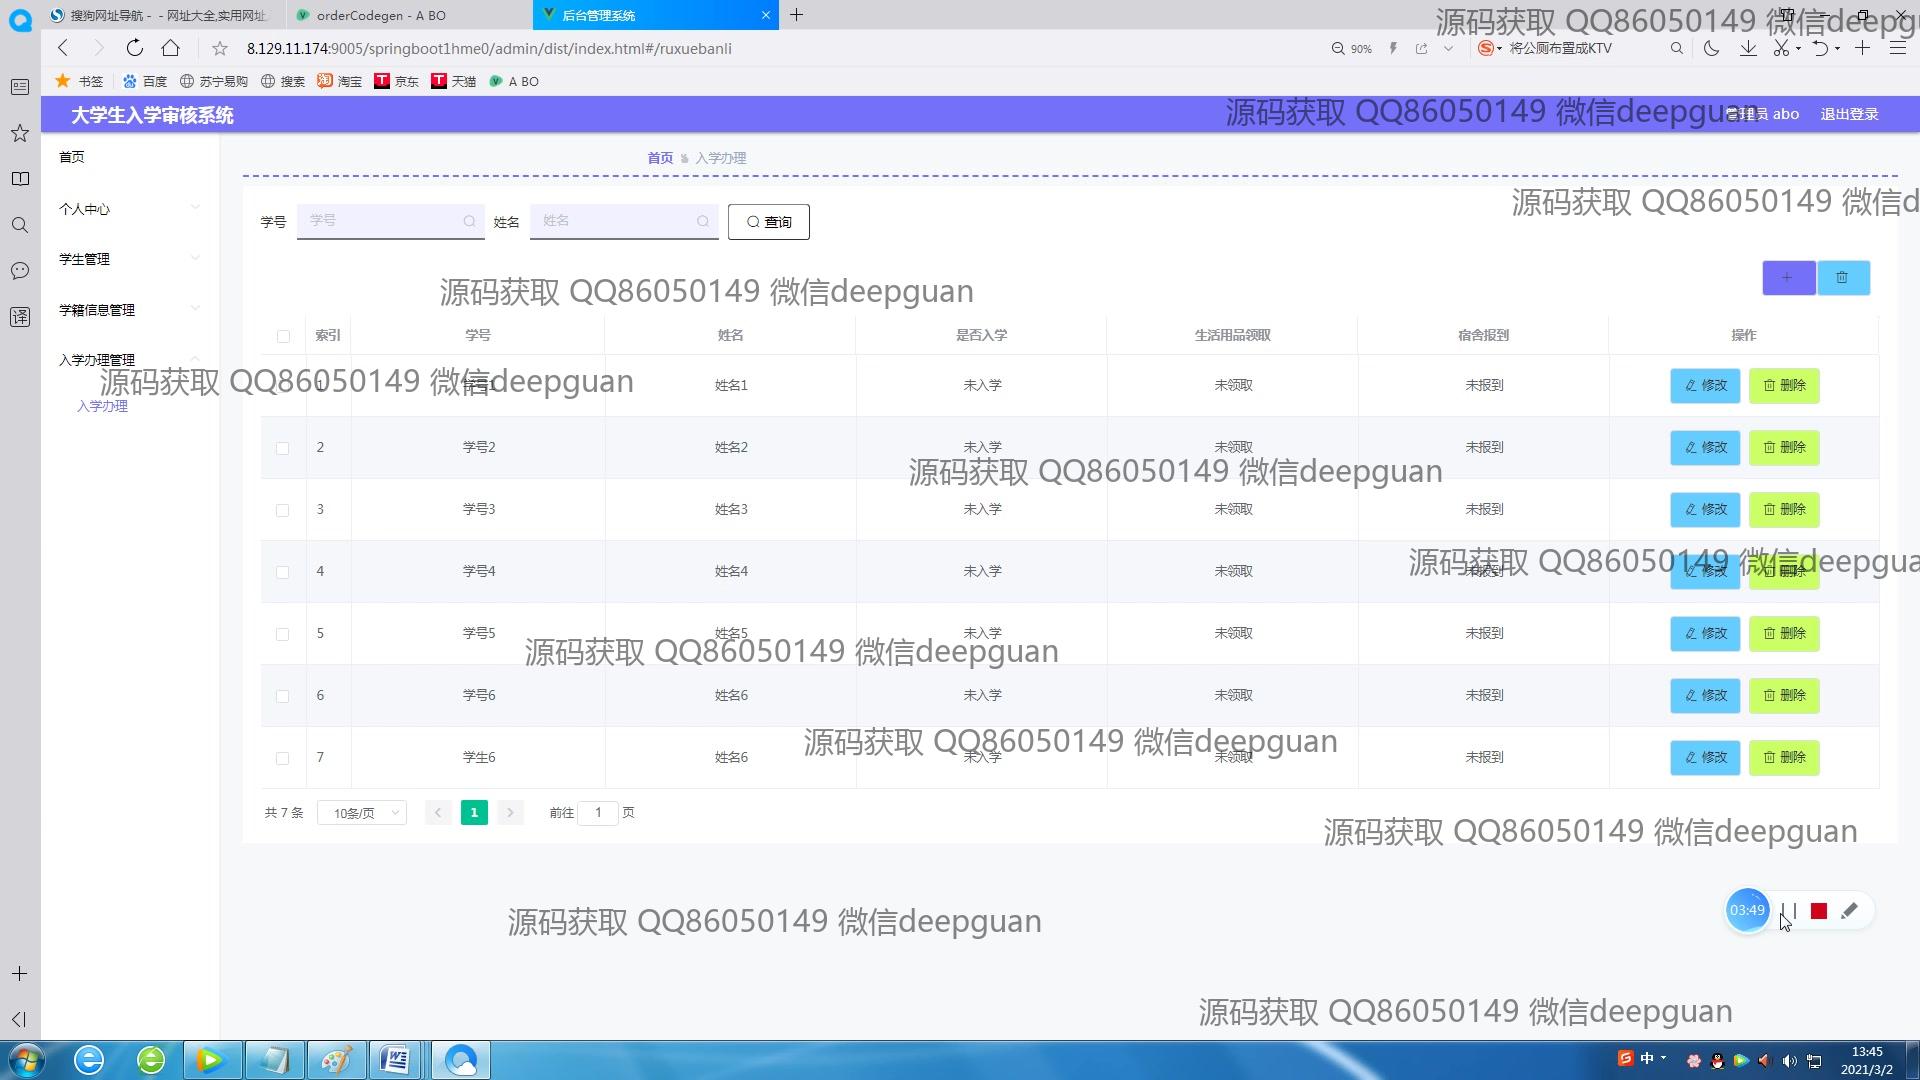 搜狗网址导航 - - 网址大全,实用网址,
orderCodegen - A BO
后台管理系统
源码获取 QQ86050149 微信deepgu
8.129.11.174:9005/springboot1hme0/admin/dist/index.html#/ruxuebanli
90%
将公厕布置成KTV
书签 百度 苏宁易购 搜索 淘宝 京东 天猫 A BO
大学生入学审核系统
源码获取 QQ86050149 微信deepguan
管理员 abo 退出登录
首页
首页 入学办理
源码获取 QQ86050149 微信d
个人中心
学号 学号 姓名 姓名 查询
学生管理
源码获取 QQ86050149 微信deepguan
学籍信息管理
索引 学号 姓名 是否入学 生活用品领取 宿舍报到 操作
入学办理管理
源码获取 QQ86050149 微信deepguan
1 学号1 姓名1 未入学 未领取 未报到 修改 删除
入学办理
2 学号2 姓名2 未入学 未领取 未报到 修改 删除
源码获取 QQ86050149 微信deepguan
3 学号3 姓名3 未入学 未领取 未报到 修改 删除
源码获取 QQ86050149 微信deepgua
4 学号4 姓名4 未入学 未领取 未报到 修改 删除
5 学号5 姓名5 未入学 未领取 未报到 修改 删除
源码获取 QQ86050149 微信deepguan
6 学号6 姓名6 未入学 未领取 未报到 修改 删除
源码获取 QQ86050149 微信deepguan
7 学生6 姓名6 未入学 未领取 未报到 修改 删除
共 7 条 10条/页 1 前往 1 页
源码获取 QQ86050149 微信deepguan
03:49
源码获取 QQ86050149 微信deepguan
源码获取 QQ86050149 微信deepguan
译
中
13:45
2021/3/2